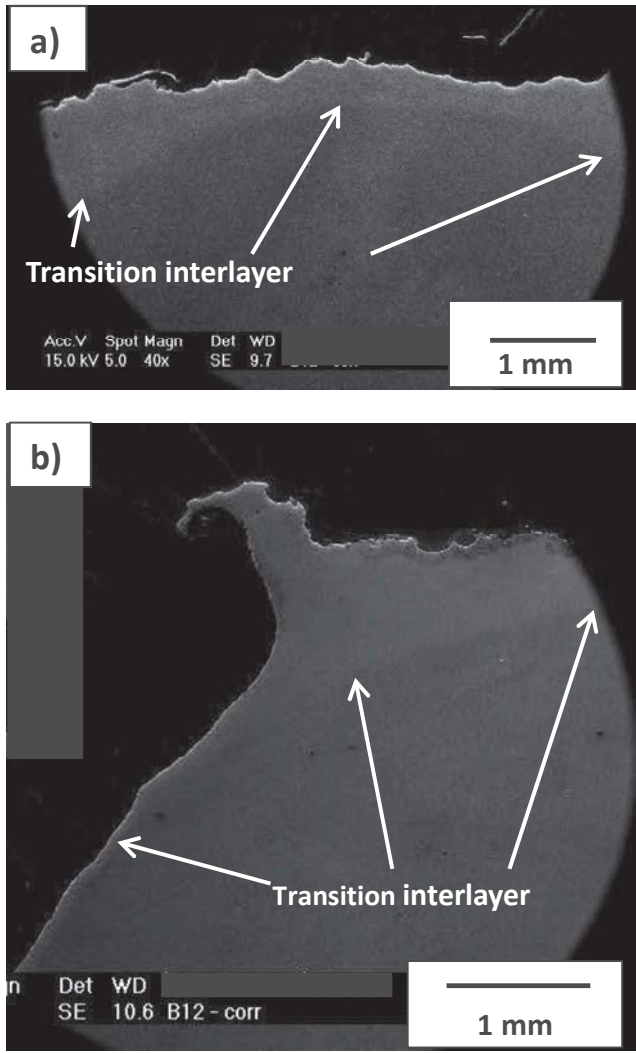 a)
Transition interlayer
Acc.V Spot Magn Det WD
15.0 kV 5.0 40x SE 9.7
1 mm
b)
Transition interlayer
Det WD
SE 10.6 B12 - corr
1 mm